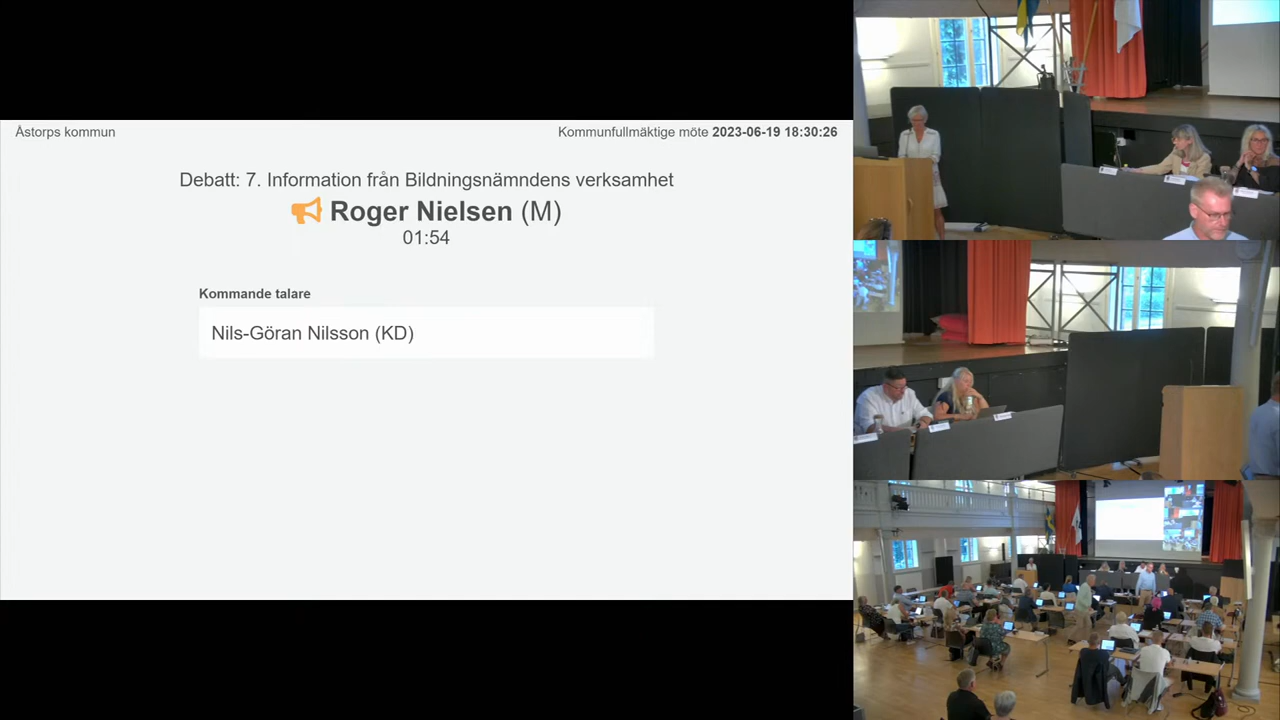 Åstorps kommun
Kommunfullmäktige möte 2023-06-19 18:30:26
Debatt: 7. Information från Bildningsnämndens verksamhet
Roger Nielsen (M)
01:54
Kommande talare
Nils-Göran Nilsson (KD)